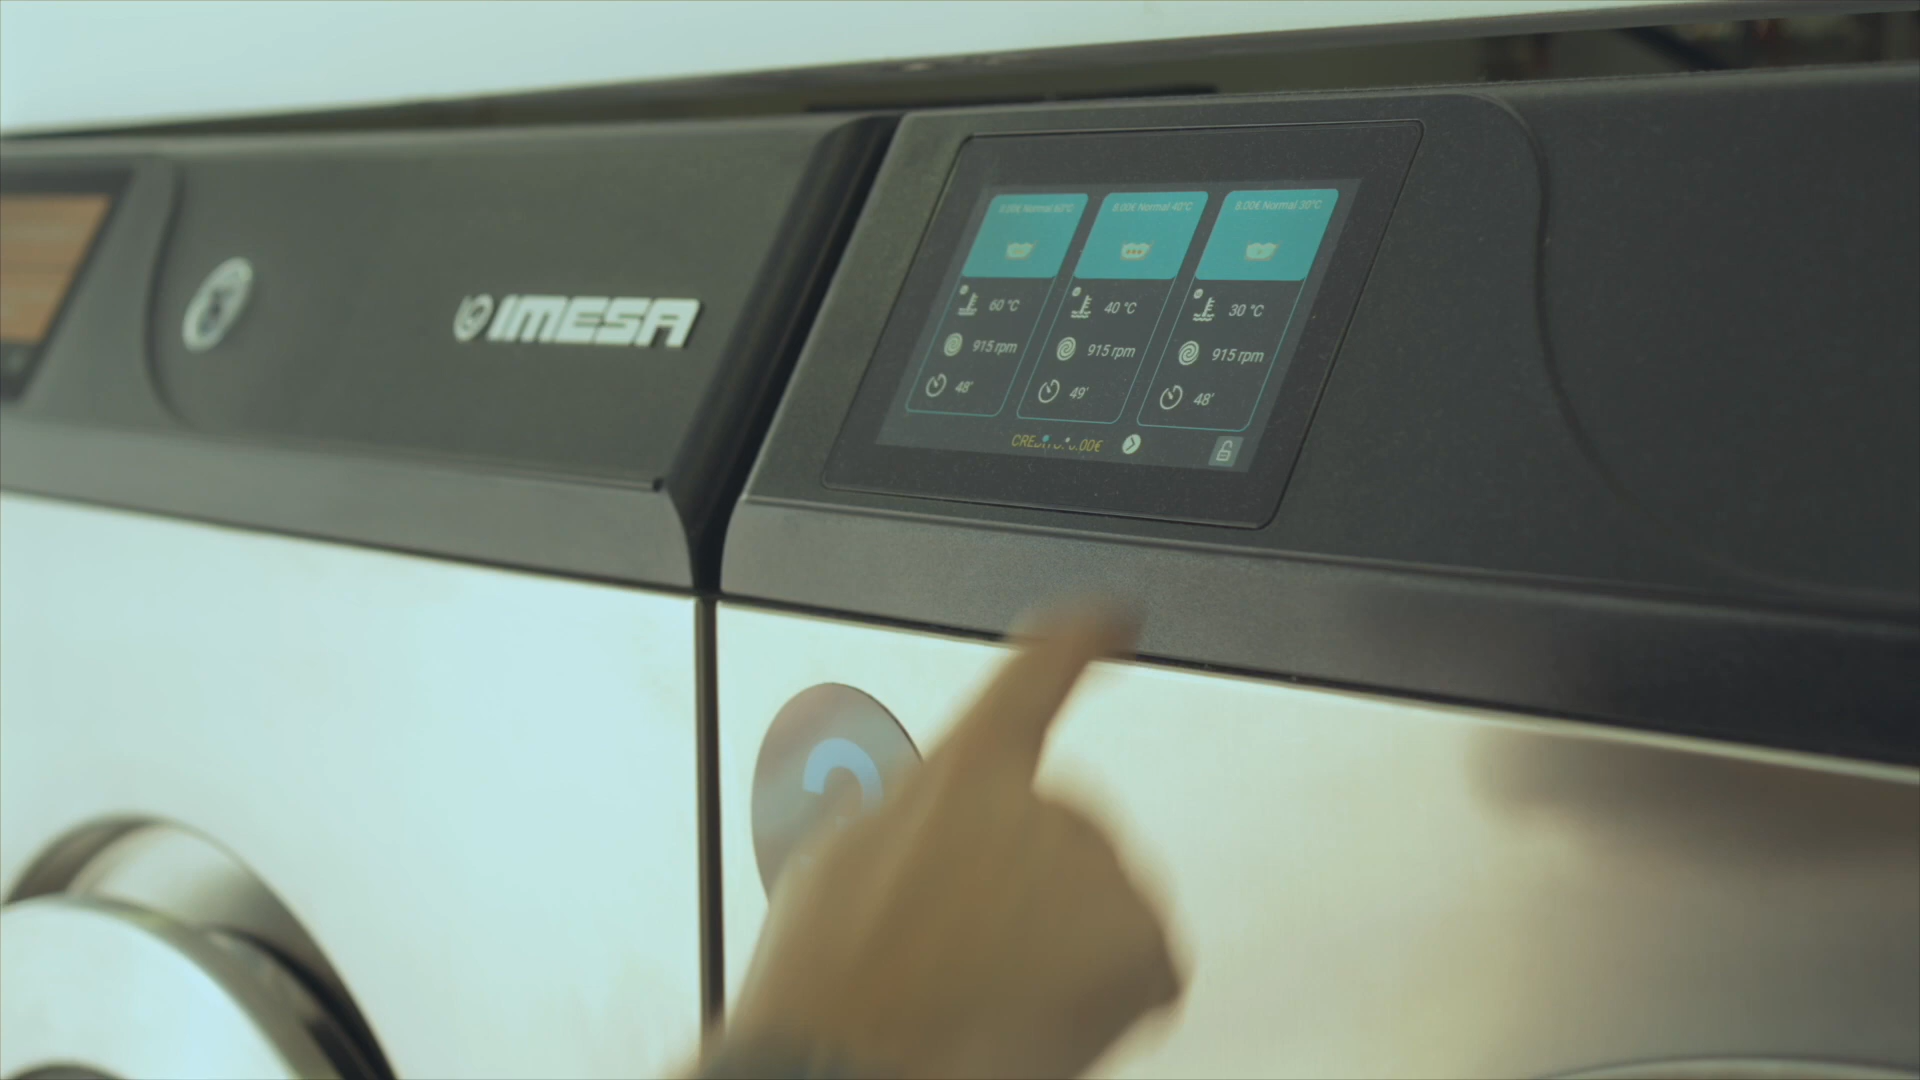 IMESA
8.00€ Normal 60°C
8.00€ Normal 40°C
8.00€ Normal 30°C
60 °C
40 °C
30 °C
915 rpm
915 rpm
915 rpm
48'
49'
48'